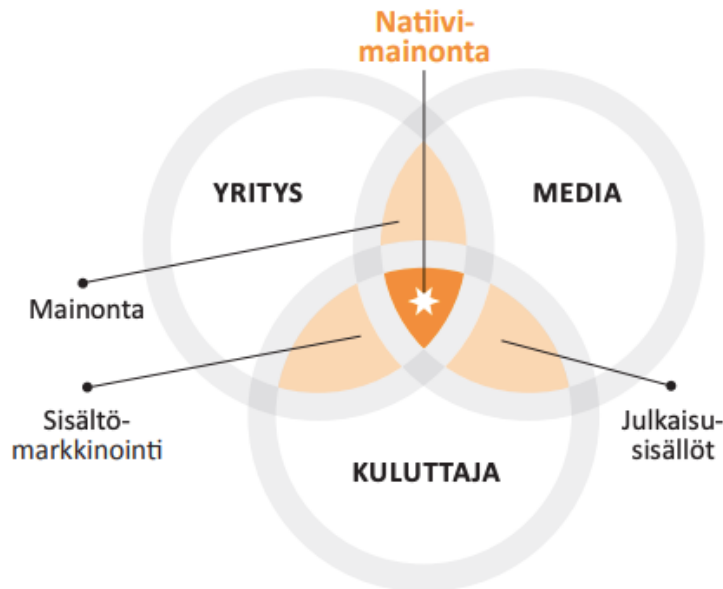 Natiivi-
mainonta
YRITYS
MEDIA
Mainonta
Sisältö-
markkinointi
Julkaisu-
sisällöt
KULUTTAJA